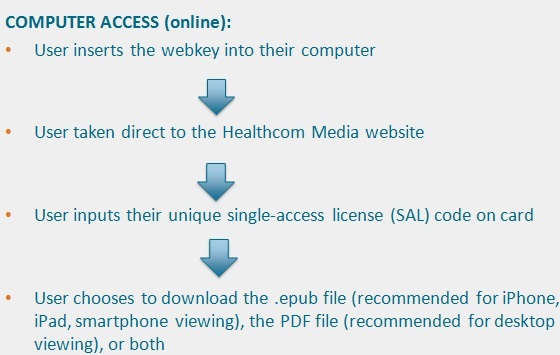 COMPUTER ACCESS (online):
• User inserts the webkey into their computer
• User taken direct to the Healthcom Media website
• User inputs their unique single-access license (SAL) code on card
• User chooses to download the .epub file (recommended for iPhone,
iPad, smartphone viewing), the PDF file (recommended for desktop
viewing), or both